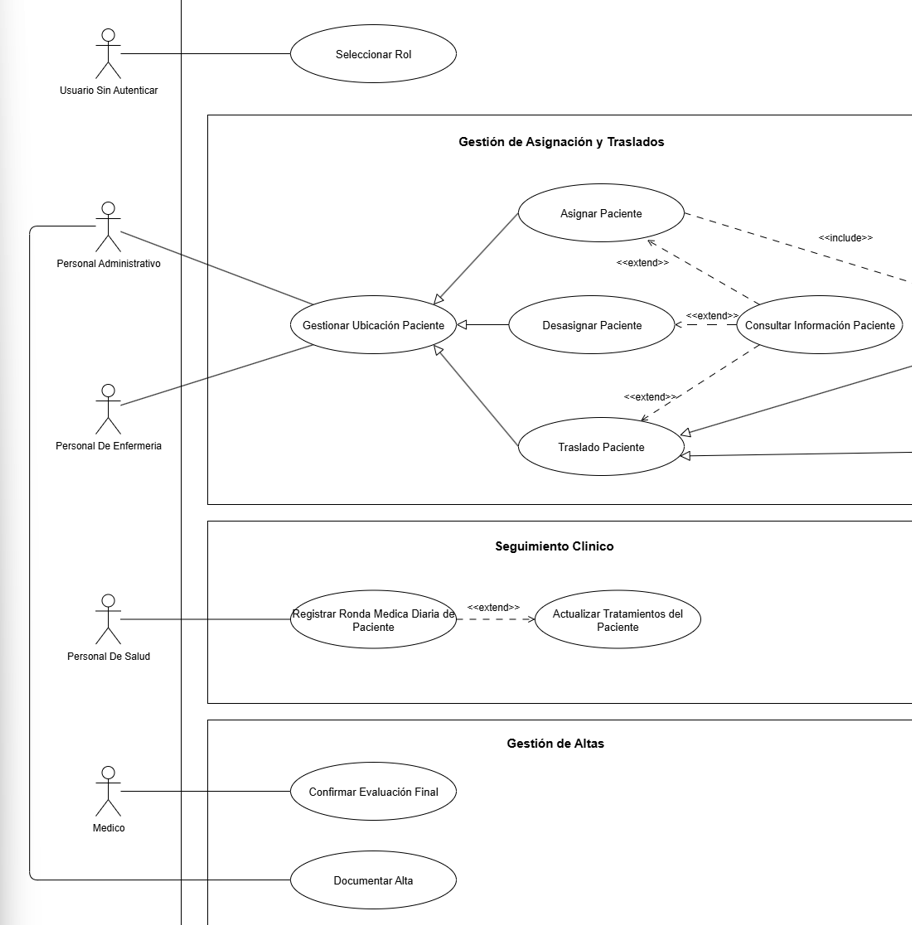 Seleccionar Rol
Usuario Sin Autenticar
Gestión de Asignación y Traslados
Asignar Paciente
<<include>>
Personal Administrativo
<<extend>>
Gestionar Ubicación Paciente
Desasignar Paciente
<<extend>>
Consultar Información Paciente
<<extend>>
Personal De Enfermeria
Traslado Paciente
Seguimiento Clinico
Registrar Ronda Medica Diaria de
Paciente
<<extend>>
Actualizar Tratamientos del
Paciente
Personal De Salud
Gestión de Altas
Confirmar Evaluación Final
Medico
Documentar Alta